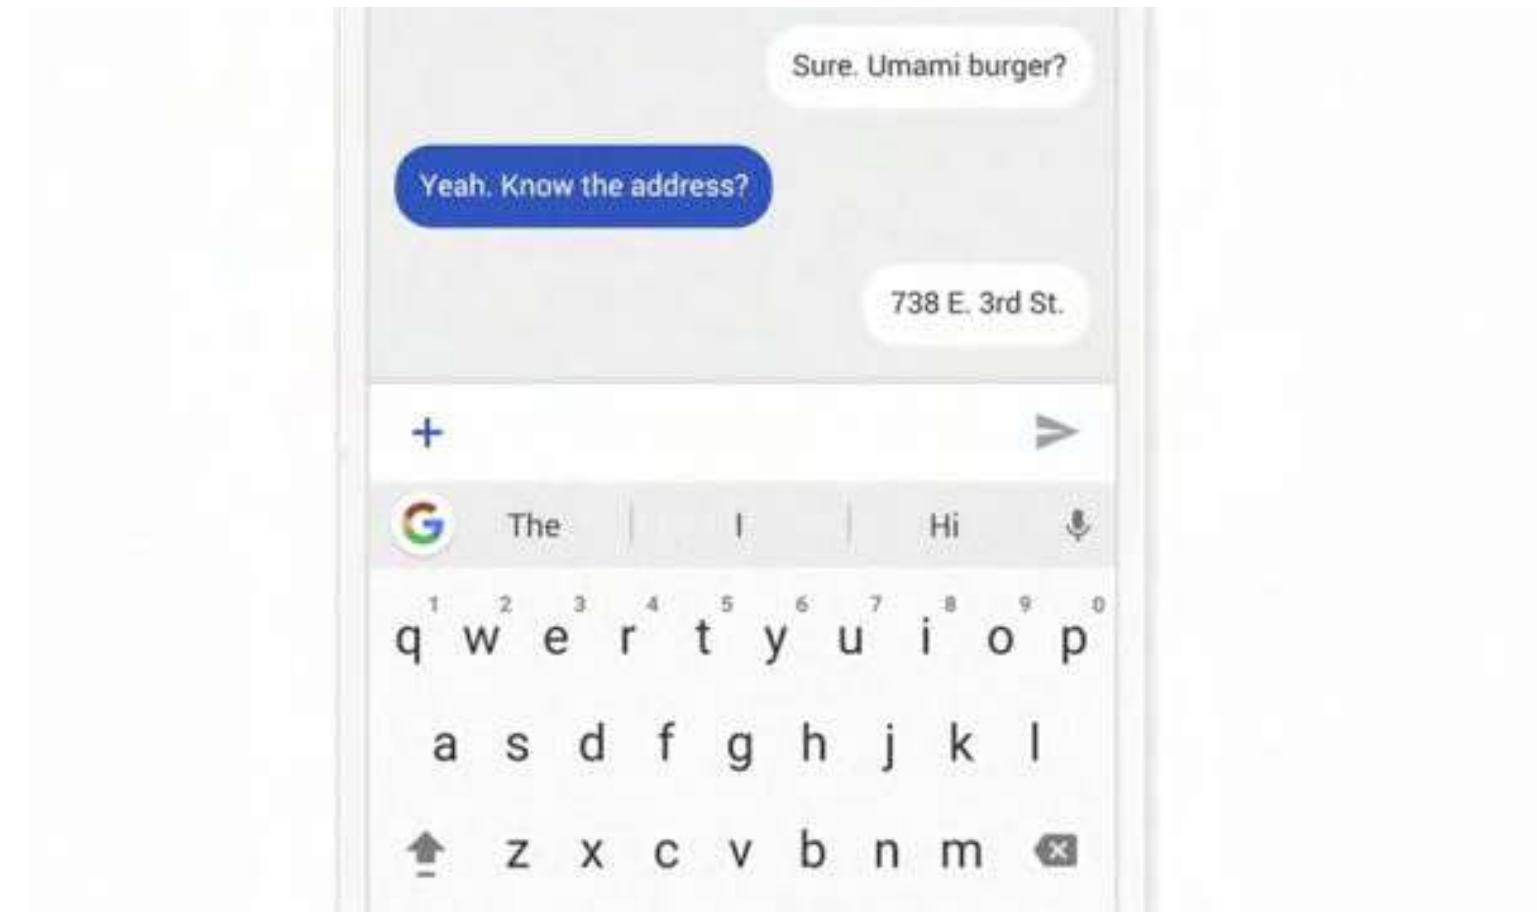 Sure. Umami burger?
Yeah. Know the address?
738 E. 3rd St.
+
G The I Hi
1 2 3 4 5 6 7 8 9 0
q w e r t y u i o p
a s d f g h j k l
z x c v b n m